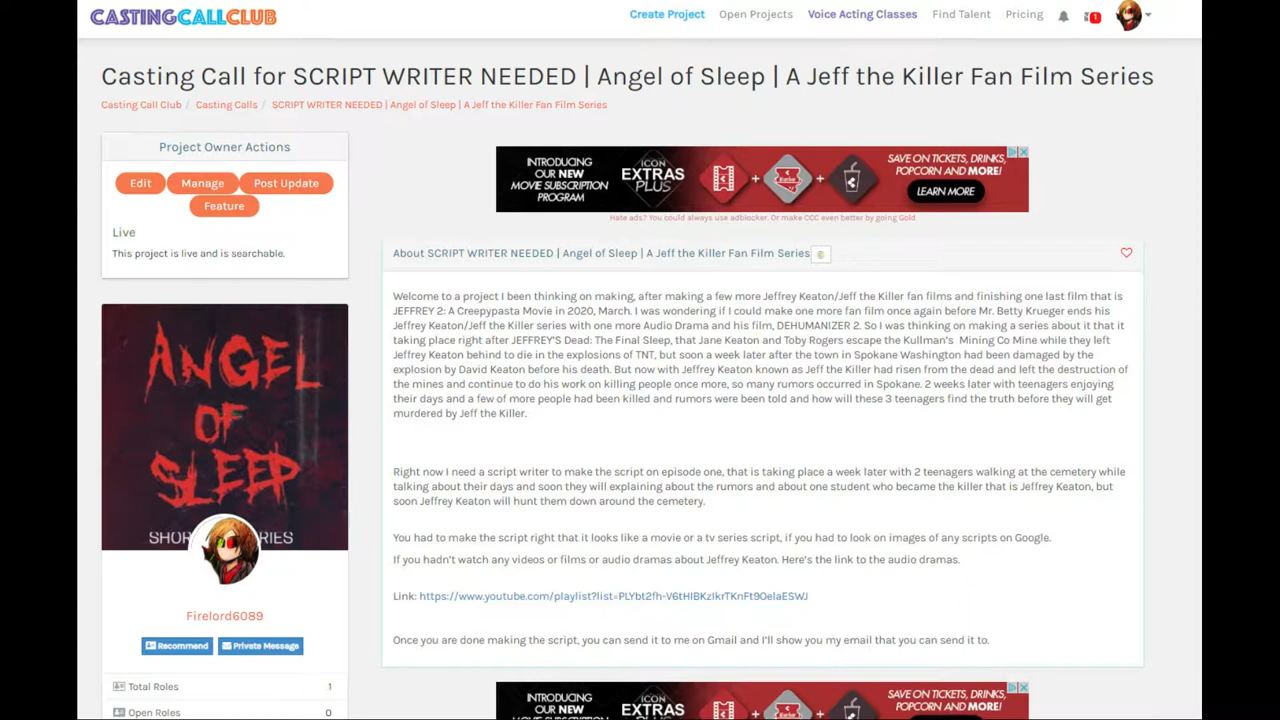 CASTINGCALLCLUB
Create Project
Open Projects
Voice Acting Classes
Find Talent
Pricing
1
Casting Call for SCRIPT WRITER NEEDED | Angel of Sleep | A Jeff the Killer Fan Film Series
Casting Call Club / Casting Calls / SCRIPT WRITER NEEDED | Angel of Sleep | A Jeff the Killer Fan Film Series
Project Owner Actions
Edit
Manage
Post Update
Feature
Live
This project is live and is searchable.
ANGEL
OF
SLEEP
Firelord6089
Recommend
Private Message
Total Roles 1
Open Roles 0
INTRODUCING
OUR NEW
MOVIE SUBSCRIPTION
PROGRAM
ICON
EXTRAS
PLUS
+
+
SAVE ON TICKETS, DRINKS,
POPCORN AND MORE!
LEARN MORE
Hate ads? You could always use adblocker. Or make CCC even better by going Gold
About SCRIPT WRITER NEEDED | Angel of Sleep | A Jeff the Killer Fan Film Series
Welcome to a project I been thinking on making, after making a few more Jeffrey Keaton/Jeff the Killer fan films and finishing one last film that is
JEFFREY 2: A Creepypasta Movie in 2020, March. I was wondering if I could make one more fan film once again before Mr. Betty Krueger ends his
Jeffrey Keaton/Jeff the Killer series with one more Audio Drama and his film, DEHUMANIZER 2. So I was thinking on making a series about it that it
taking place right after JEFFREY'S Dead: The Final Sleep, that Jane Keaton and Toby Rogers escape the Kullman's Mining Co Mine while they left
Jeffrey Keaton behind to die in the explosions of TNT, but soon a week later after the town in Spokane Washington had been damaged by the
explosion by David Keaton before his death. But now with Jeffrey Keaton known as Jeff the Killer had risen from the dead and left the destruction of
the mines and continue to do his work on killing people once more, so many rumors occurred in Spokane. 2 weeks later with teenagers enjoying
their days and a few of more people had been killed and rumors were been told and how will these 3 teenagers find the truth before they will get
murdered by Jeff the Killer.
Right now I need a script writer to make the script on episode one, that is taking place a week later with 2 teenagers walking at the cemetery while
talking about their days and soon they will explaining about the rumors and about one student who became the killer that is Jeffrey Keaton, but
soon Jeffrey Keaton will hunt them down around the cemetery.
You had to make the script right that it looks like a movie or a tv series script, if you had to look on images of any scripts on Google.
If you hadn't watch any videos or films or audio dramas about Jeffrey Keaton. Here's the link to the audio dramas.
Link: https://www.youtube.com/playlist?list=PLYbt2fh-V6tHlBKzIkrTKnFt9OelaESWJ
Once you are done making the script, you can send it to me on Gmail and I'll show you my email that you can send it to.
INTRODUCING
OUR NEW
MOVIE SUBSCRIPTION
ICON
EXTRAS
SAVE ON TICKETS, DRINKS,
POPCORN AND MORE!